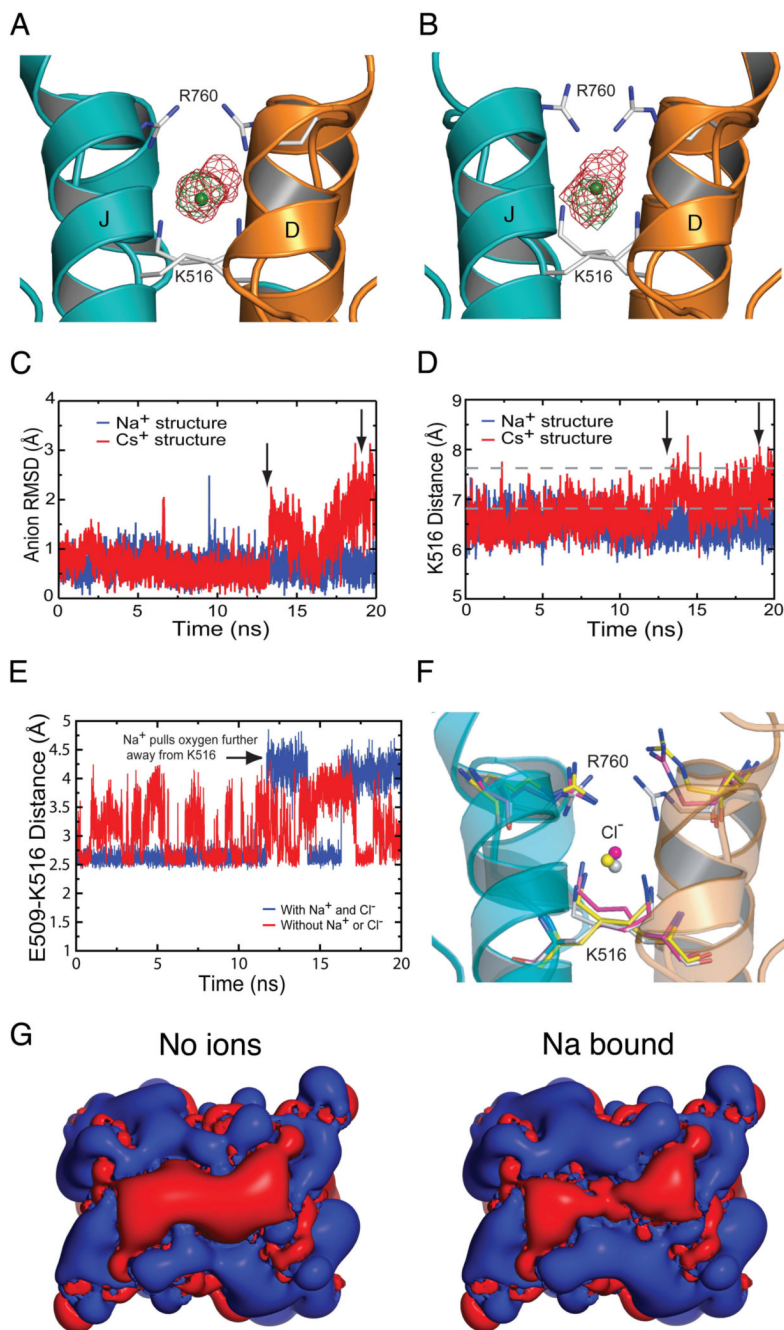 A
B
R760
R760
J
D
J
D
K516
K516
C
D
Anion RMSD (Å)
4
3
2
1
0
Na⁺ structure
Cs⁺ structure
0 5 10 15 20
Time (ns)
K516 Distance (Å)
9
8
7
6
5
Na⁺ structure
Cs⁺ structure
0 5 10 15 20
Time (ns)
E
F
E509-K516 Distance (Å)
5
4.5
4
3.5
3
2.5
2
1.5
1
Na⁺ pulls oxygen further
away from K516
With Na⁺ and Cl⁻
Without Na⁺ or Cl⁻
0 5 10 15 20
Time (ns)
R760
Cl⁻
K516
G
No ions
Na bound